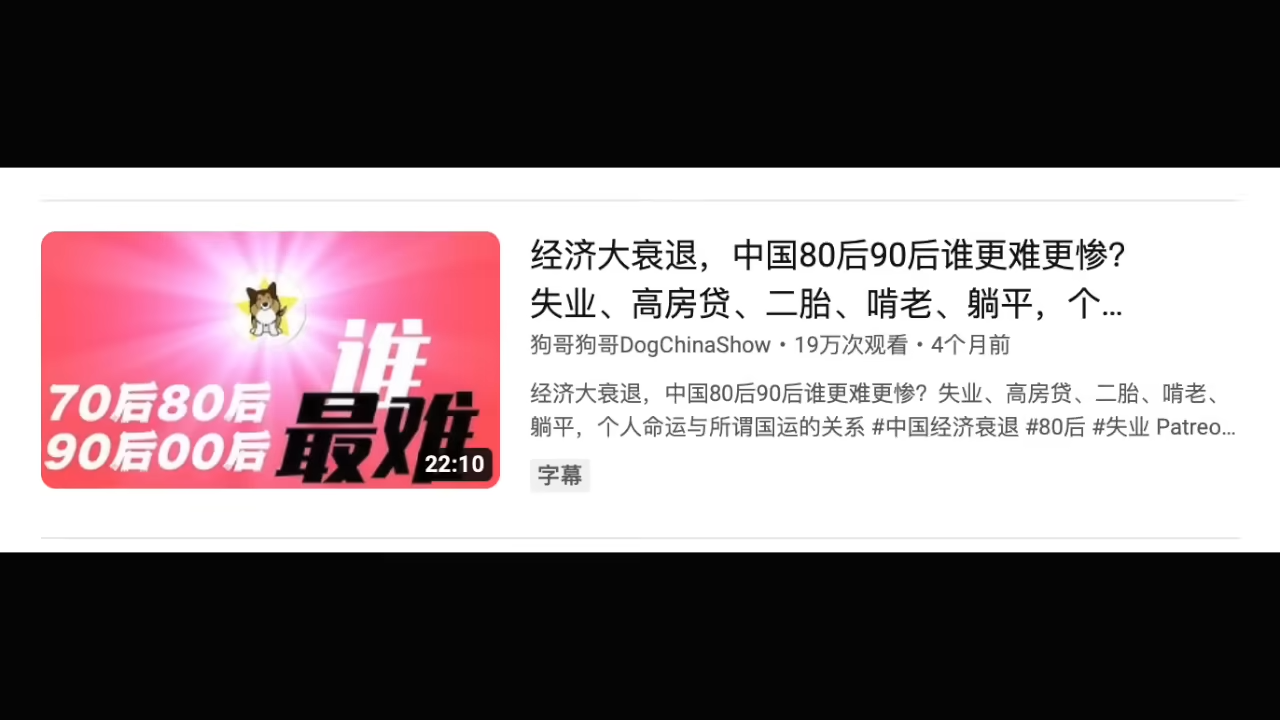 谁
70后80后
90后00后
最难
22:10
经济大衰退，中国80后90后谁更难更惨？
失业、高房贷、二胎、啃老、躺平，个...
狗哥狗哥DogChinaShow・19万次观看・4个月前
经济大衰退，中国80后90后谁更难更惨？失业、高房贷、二胎、啃老、
躺平，个人命运与所谓国运的关系 #中国经济衰退 #80后 #失业 Patreo...
字幕